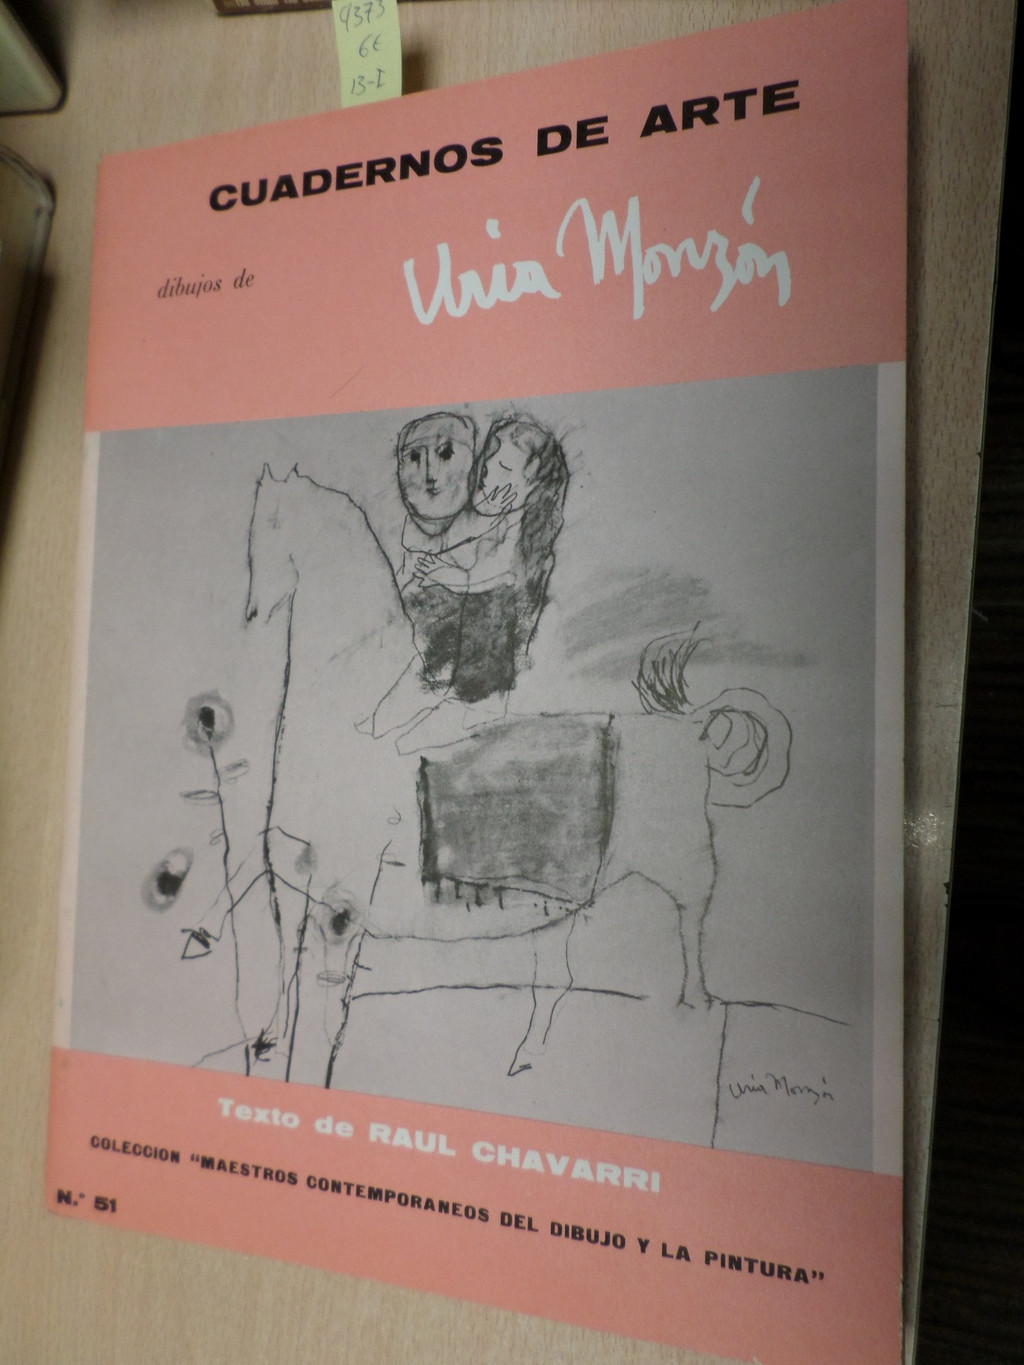 9373
6€
13-I
CUADERNOS DE ARTE
dibujos de
Uria Monzón
Uria Monzón
Texto de RAUL CHAVARRI
COLECCION "MAESTROS CONTEMPORANEOS DEL DIBUJO Y LA PINTURA"
N.° 51